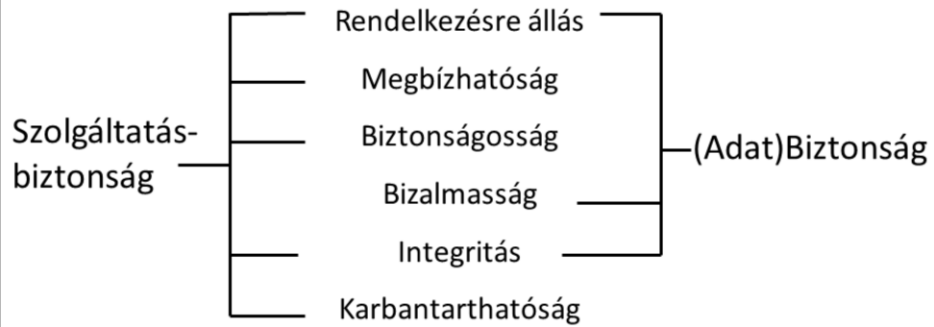 Rendelkezésre állás
Megbízhatóság
Szolgáltatás-
biztonság
Biztonságosság
(Adat)Biztonság
Bizalmasság
Integritás
Karbantarthatóság